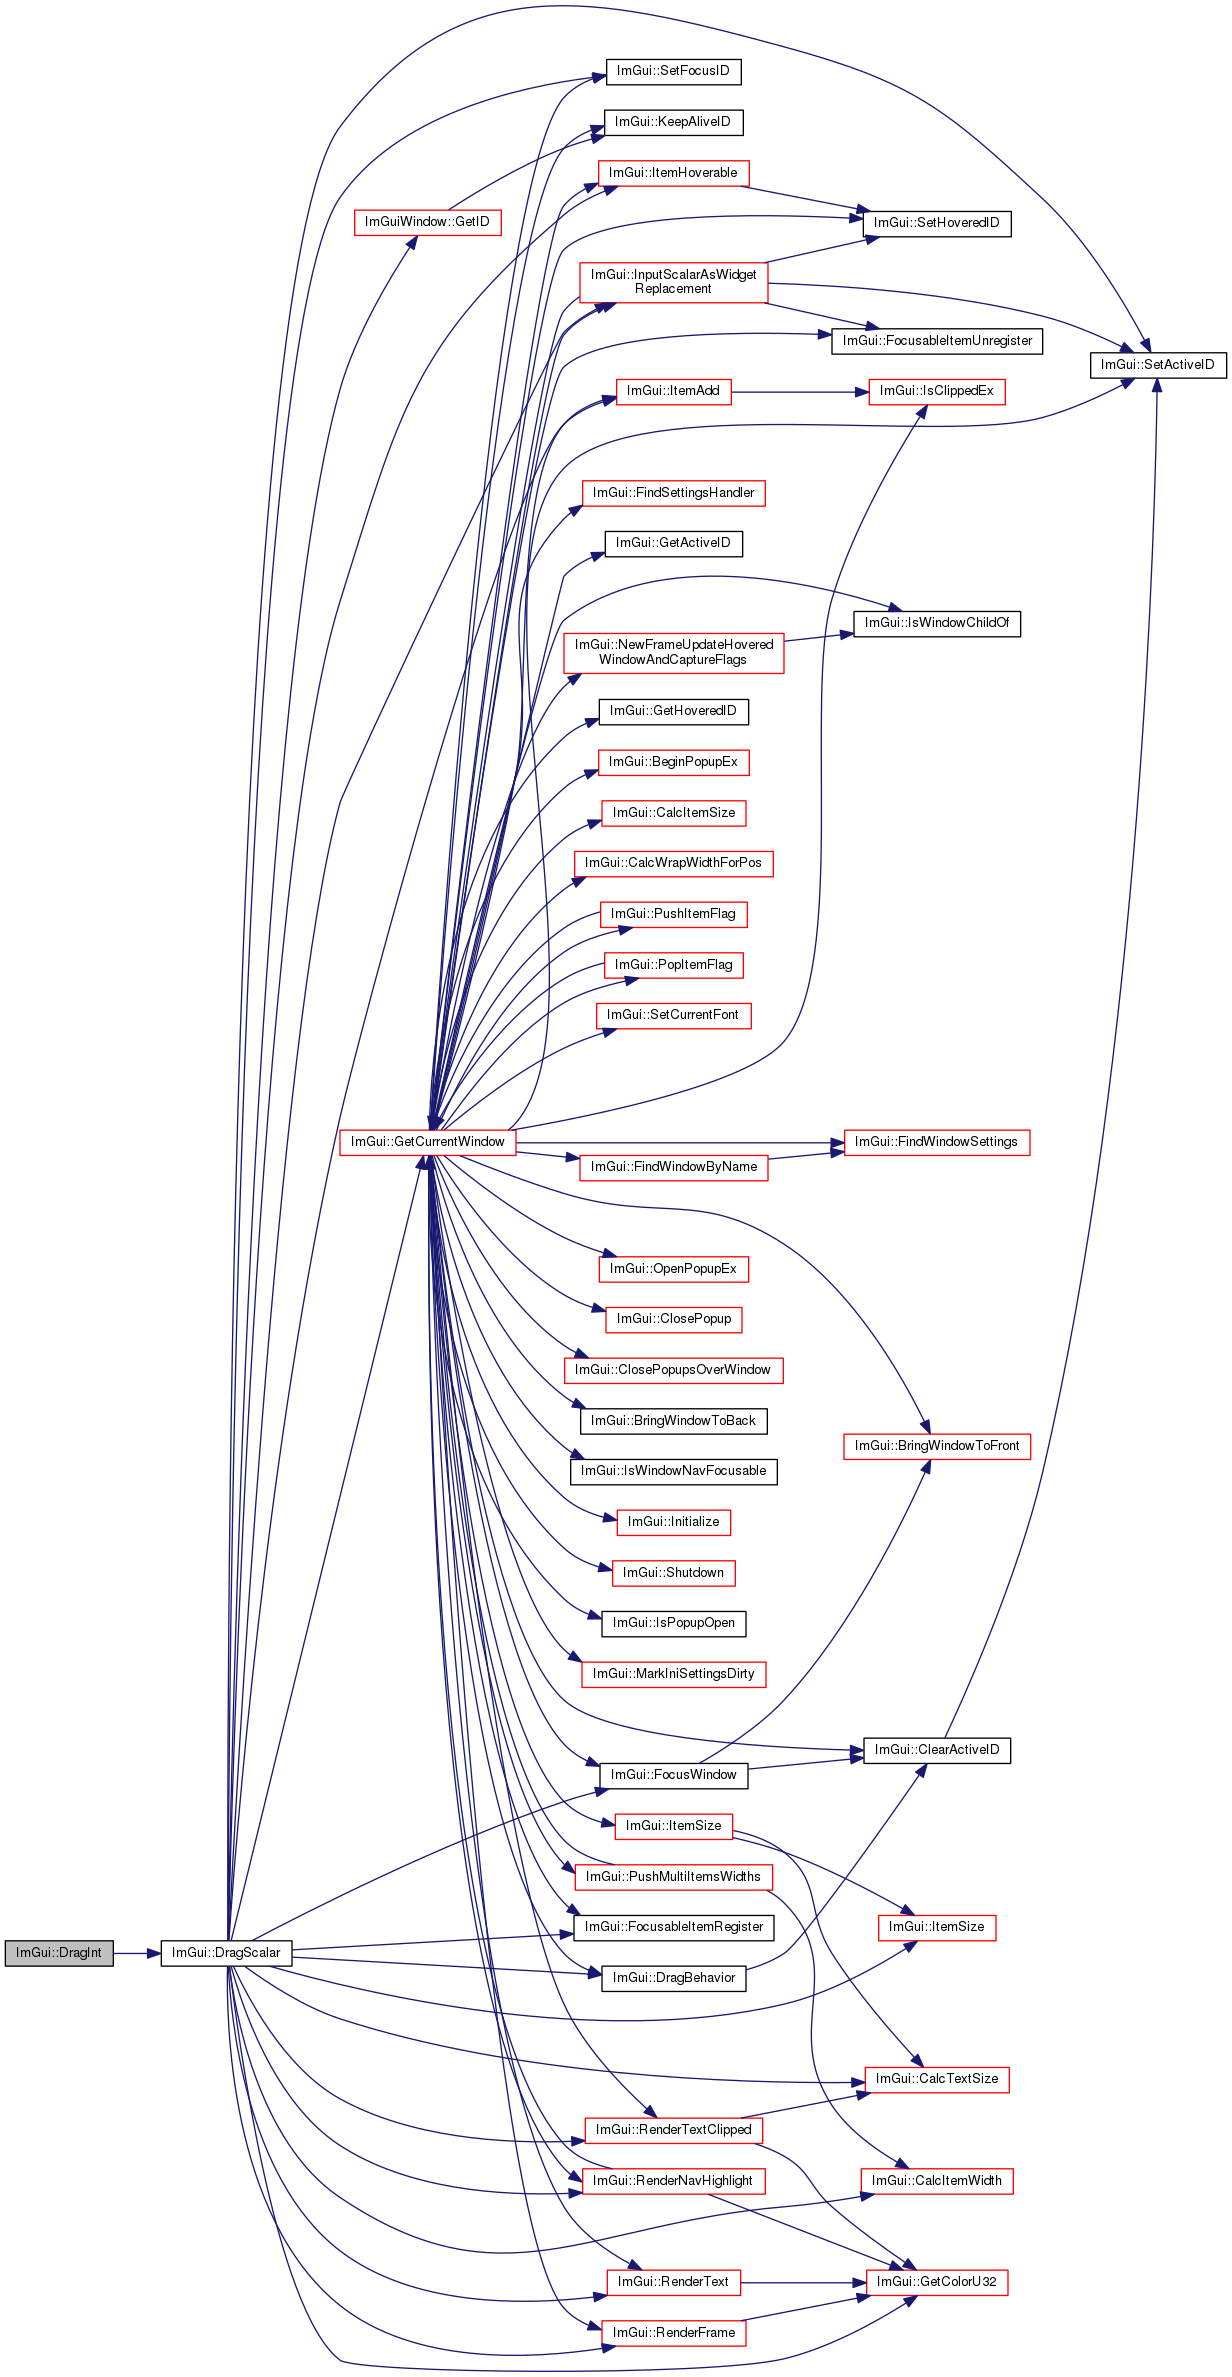 ImGui::SetFocusID
ImGui::KeepAliveID
ImGui::ItemHoverable
ImGuiWindow::GetID
ImGui::SetHoveredID
ImGui::InputScalarAsWidget
Replacement
ImGui::FocusableItemUnregister
ImGui::SetActiveID
ImGui::ItemAdd
ImGui::IsClippedEx
ImGui::FindSettingsHandler
ImGui::GetActiveID
ImGui::IsWindowChildOf
ImGui::NewFrameUpdateHovered
WindowAndCaptureFlags
ImGui::GetHoveredID
ImGui::BeginPopupEx
ImGui::CalcItemSize
ImGui::CalcWrapWidthForPos
ImGui::PushItemFlag
ImGui::PopItemFlag
ImGui::SetCurrentFont
ImGui::GetCurrentWindow
ImGui::FindWindowSettings
ImGui::FindWindowByName
ImGui::OpenPopupEx
ImGui::ClosePopup
ImGui::ClosePopupsOverWindow
ImGui::BringWindowToBack
ImGui::BringWindowToFront
ImGui::IsWindowNavFocusable
ImGui::Initialize
ImGui::Shutdown
ImGui::IsPopupOpen
ImGui::MarkIniSettingsDirty
ImGui::ClearActiveID
ImGui::FocusWindow
ImGui::ItemSize
ImGui::PushMultiItemsWidths
ImGui::FocusableItemRegister
ImGui::ItemSize
ImGui::DragInt
ImGui::DragScalar
ImGui::DragBehavior
ImGui::CalcTextSize
ImGui::RenderTextClipped
ImGui::RenderNavHighlight
ImGui::CalcItemWidth
ImGui::RenderText
ImGui::GetColorU32
ImGui::RenderFrame